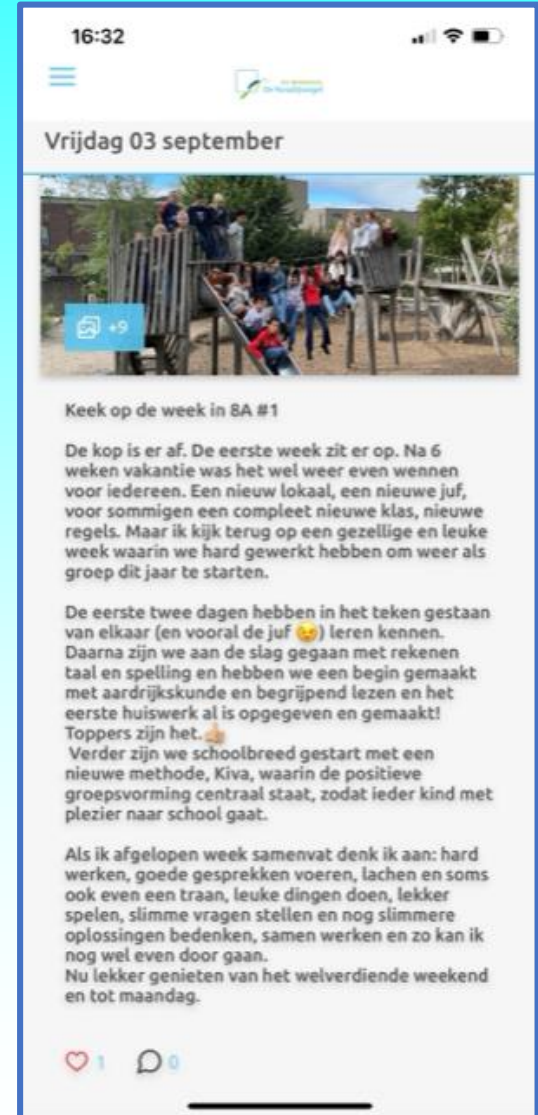 16:32
De Paradijsvogel
Vrijdag 03 september
+9
Keek op de week in 8A #1
De kop is er af. De eerste week zit er op. Na 6
weken vakantie was het wel weer even wennen
voor iedereen. Een nieuw lokaal, een nieuwe juf,
voor sommigen een compleet nieuwe klas, nieuwe
regels. Maar ik kijk terug op een gezellige en leuke
week waarin we hard gewerkt hebben om weer als
groep dit jaar te starten.
De eerste twee dagen hebben in het teken gestaan
van elkaar (en vooral de juf 😉) leren kennen.
Daarna zijn we aan de slag gegaan met rekenen
taal en spelling en hebben we een begin gemaakt
met aardrijkskunde en begrijpend lezen en het
eerste huiswerk al is opgegeven en gemaakt!
Toppers zijn het.👍🏼
Verder zijn we schoolbreed gestart met een
nieuwe methode, Kiva, waarin de positieve
groepsvorming centraal staat, zodat ieder kind met
plezier naar school gaat.
Als ik afgelopen week samenvat denk ik aan: hard
werken, goede gesprekken voeren, lachen en soms
ook even een traan, leuke dingen doen, lekker
spelen, slimme vragen stellen en nog slimmere
oplossingen bedenken, samen werken en zo kan ik
nog wel even door gaan.
Nu lekker genieten van het welverdiende weekend
en tot maandag.
1 0